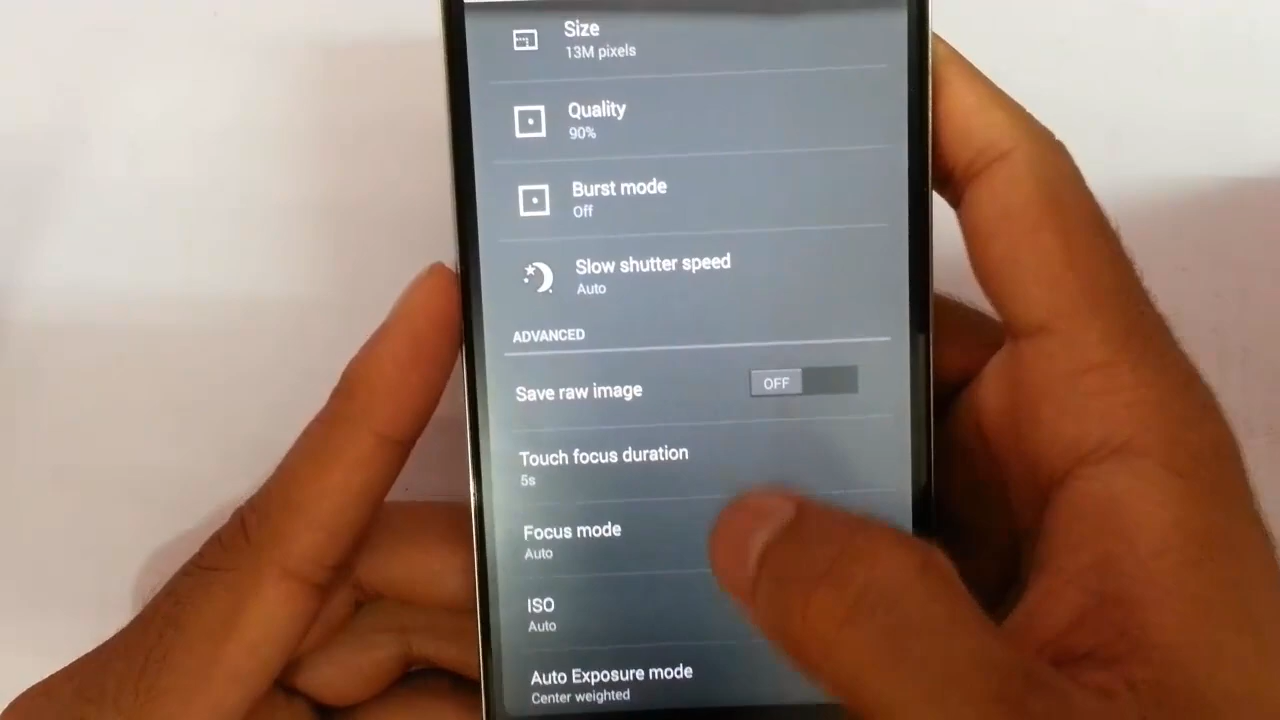 Size
13M pixels
Quality
90%
Burst mode
Off
Slow shutter speed
Auto
ADVANCED
Save raw image
OFF
Touch focus duration
5s
Focus mode
Auto
ISO
Auto
Auto Exposure mode
Center weighted